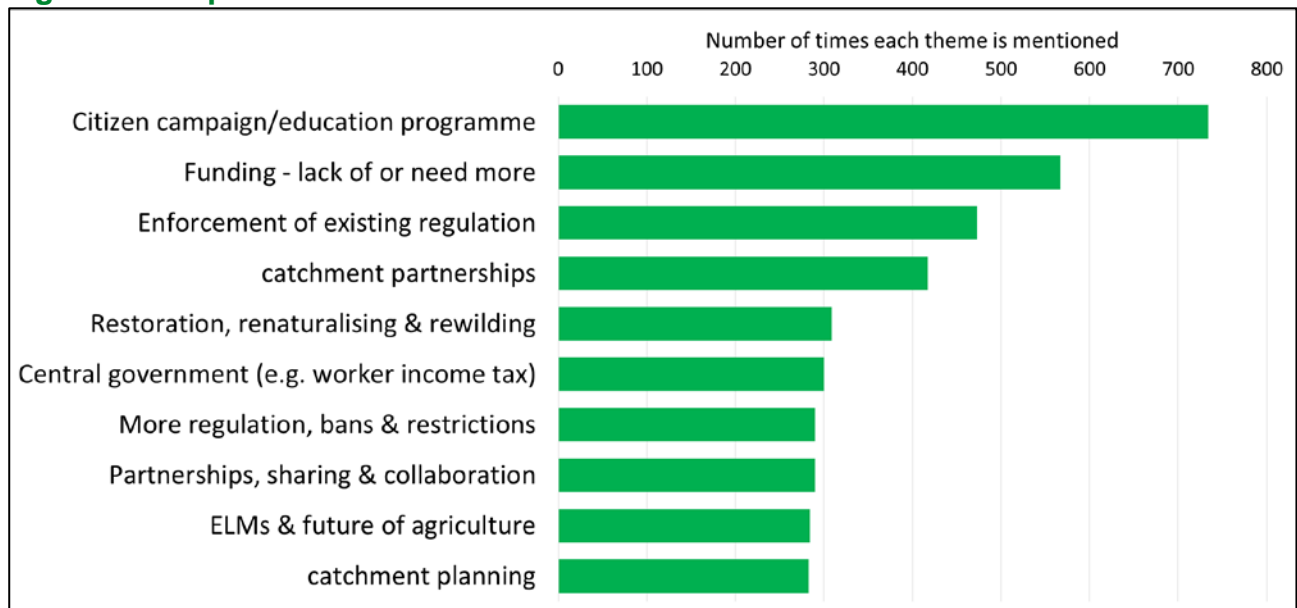 Number of times each theme is mentioned
0 100 200 300 400 500 600 700 800
Citizen campaign/education programme
Funding - lack of or need more
Enforcement of existing regulation
catchment partnerships
Restoration, renaturalising & rewilding
Central government (e.g. worker income tax)
More regulation, bans & restrictions
Partnerships, sharing & collaboration
ELMs & future of agriculture
catchment planning